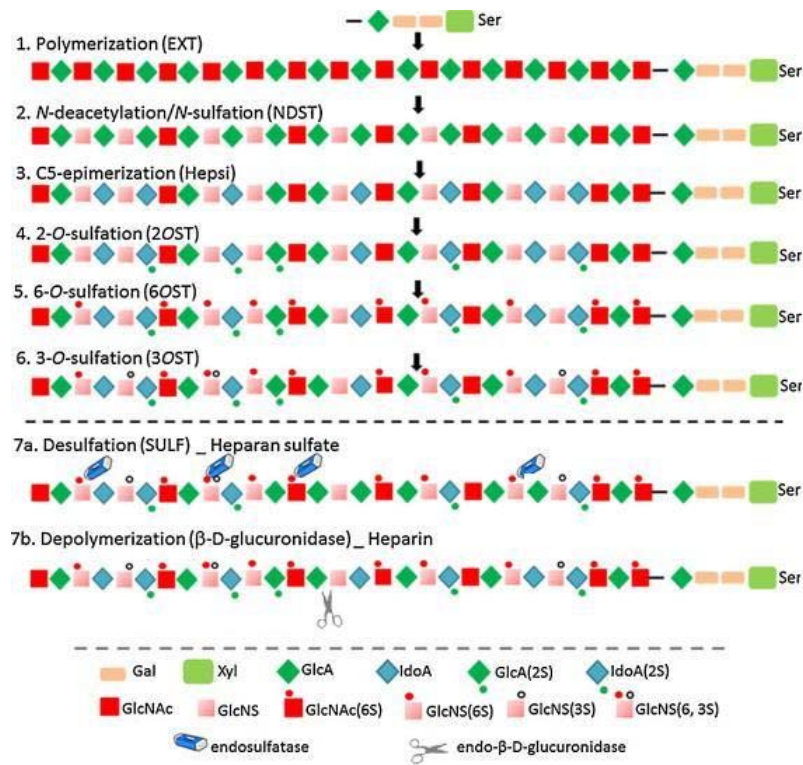 Ser
1. Polymerization (EXT)
Ser
2. N-deacetylation/N-sulfation (NDST)
Ser
3. C5-epimerization (Hepsi)
Ser
4. 2-O-sulfation (2OST)
Ser
5. 6-O-sulfation (6OST)
Ser
6. 3-O-sulfation (3OST)
Ser
7a. Desulfation (SULF) _ Heparan sulfate
Ser
7b. Depolymerization (β-D-glucuronidase) _ Heparin
Ser
Gal Xyl GlcA IdoA GlcA(2S) IdoA(2S)
GlcNAc GlcNS GlcNAc(6S) GlcNS(6S) GlcNS(3S) GlcNS(6, 3S)
endosulfatase endo-β-D-glucuronidase